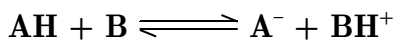 AH + B ⇌ A⁻ + BH⁺